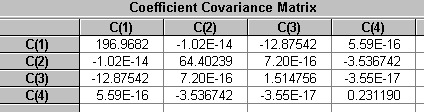 Coefficient Covariance Matrix
C(1) C(2) C(3) C(4)
C(1) 196.9682 -1.02E-14 -12.87542 5.59E-16
C(2) -1.02E-14 64.40239 7.20E-16 -3.536742
C(3) -12.87542 7.20E-16 1.514756 -3.55E-17
C(4) 5.59E-16 -3.536742 -3.55E-17 0.231190